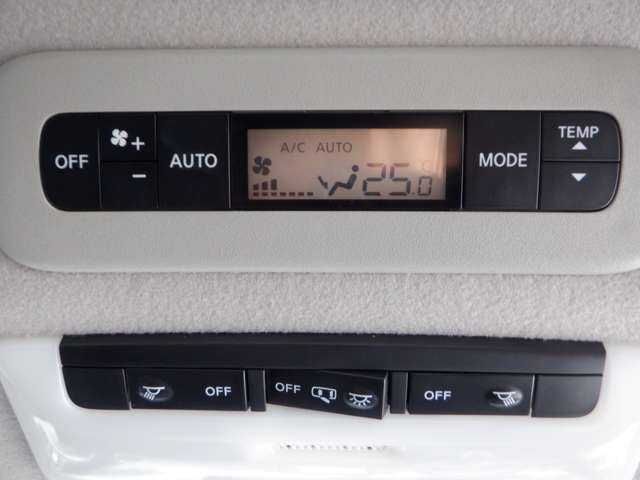 OFF
+
-
AUTO
A/C AUTO
25.0
MODE
TEMP
OFF
OFF
OFF